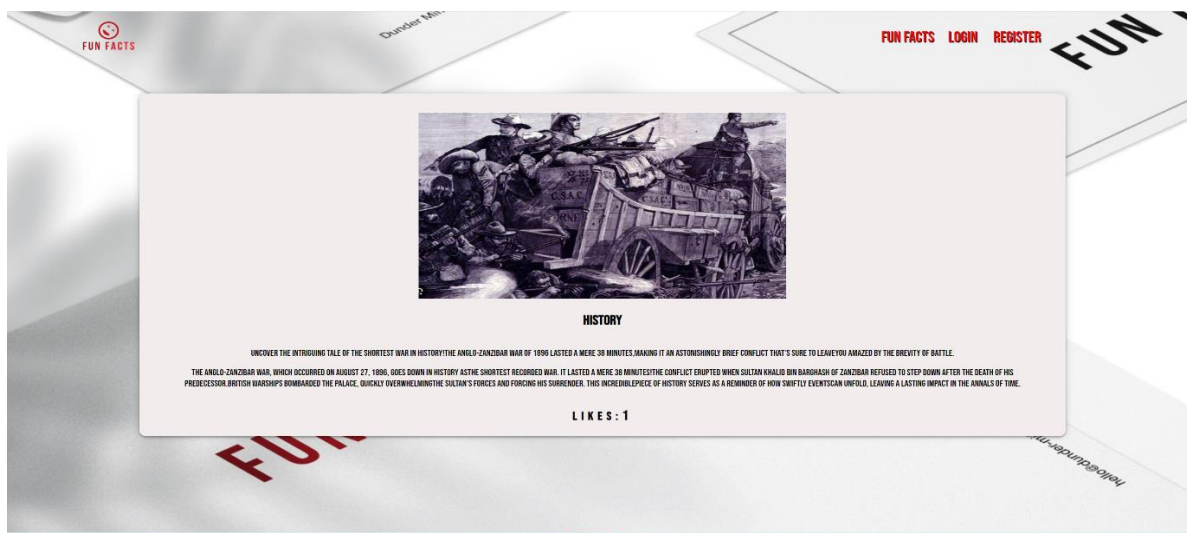 Dunder Mi
FUN FACTS
FUN FACTS LOGIN REGISTER
FUN F
C.S.A.C.
HISTORY
UNCOVER THE INTRIGUING TALE OF THE SHORTEST WAR IN HISTORY!THE ANGLO-ZANZIBAR WAR OF 1896 LASTED A MERE 38 MINUTES,MAKING IT AN ASTONISHINGLY BRIEF CONFLICT THAT'S SURE TO LEAVEYOU AMAZED BY THE BREVITY OF BATTLE.
THE ANGLO-ZANZIBAR WAR, WHICH OCCURRED ON AUGUST 27, 1896, GOES DOWN IN HISTORY ASTHE SHORTEST RECORDED WAR. IT LASTED A MERE 38 MINUTES!THE CONFLICT ERUPTED WHEN SULTAN KHALID BIN BARGHASH OF ZANZIBAR REFUSED TO STEP DOWN AFTER THE DEATH OF HIS
PREDECESSOR.BRITISH WARSHIPS BOMBARDED THE PALACE, QUICKLY OVERWHELMINGTHE SULTAN'S FORCES AND FORCING HIS SURRENDER. THIS INCREDIBLEPIECE OF HISTORY SERVES AS A REMINDER OF HOW SWIFTLY EVENTSCAN UNFOLD, LEAVING A LASTING IMPACT IN THE ANNALS OF TIME.
LIKES: 1
FUN
hello@dunder-mi